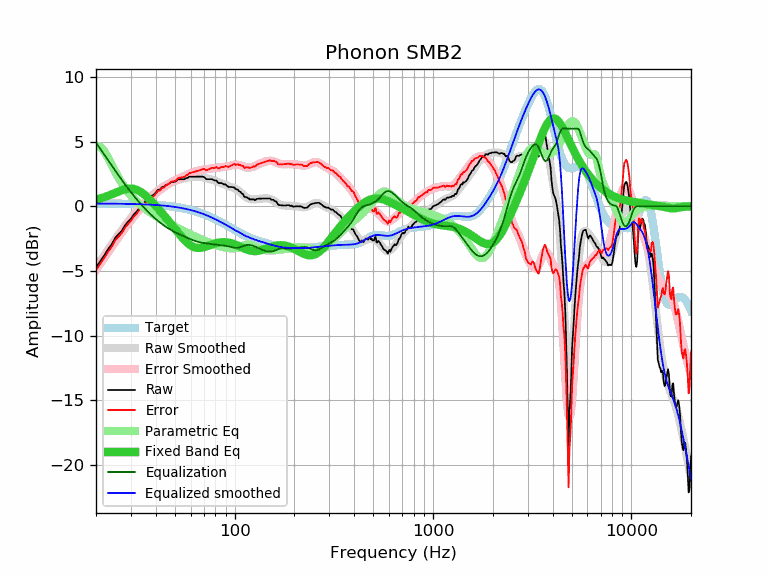 Phonon SMB2
Amplitude (dBr)
10
5
0
−5
−10
−15
−20
Target
Raw Smoothed
Error Smoothed
Raw
Error
Parametric Eq
Fixed Band Eq
Equalization
Equalized smoothed
100
1000
10000
Frequency (Hz)